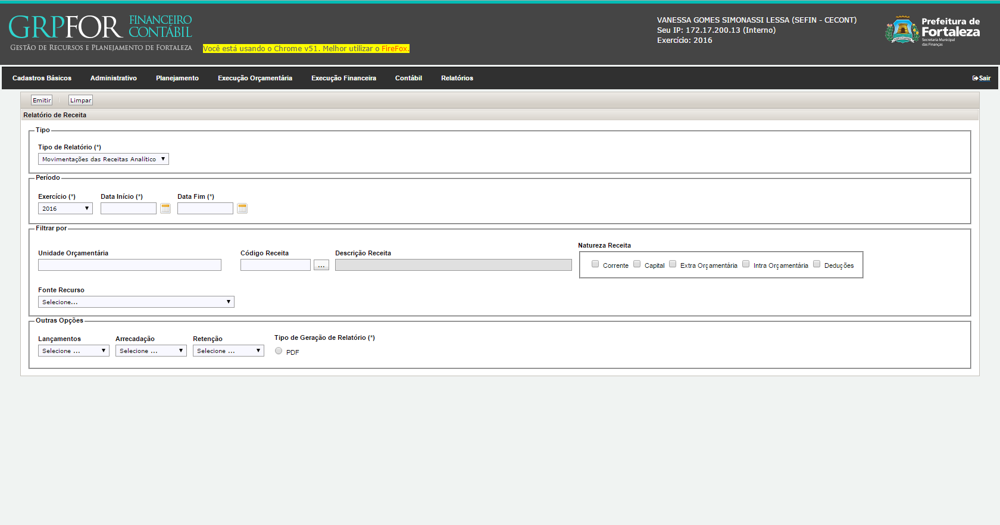 GRPFOR FINANCEIRO CONTÁBIL
GESTÃO DE RECURSOS E PLANEJAMENTO DE FORTALEZA
Você está usando o Chrome v51. Melhor utilizar o FireFox.
VANESSA GOMES SIMONASSI LESSA (SEFIN - CECONT)
Seu IP: 172.17.200.13 (Interno)
Exercício: 2016
Prefeitura de
Fortaleza
Secretaria Municipal
das Finanças
Cadastros Básicos Administrativo Planejamento Execução Orçamentária Execução Financeira Contábil Relatórios Sair
Emitir Limpar
Relatório de Receita
Tipo
Tipo de Relatório (*)
Movimentações das Receitas Analítico
Período
Exercício (*) Data Início (*) Data Fim (*)
2016
Filtrar por
Natureza Receita
Unidade Orçamentária Código Receita Descrição Receita
...
Corrente Capital Extra Orçamentária Intra Orçamentária Deduções
Fonte Recurso
Selecione...
Outras Opções
Lançamentos Arrecadação Retenção Tipo de Geração de Relatório (*)
Selecione ... Selecione ... Selecione ... PDF